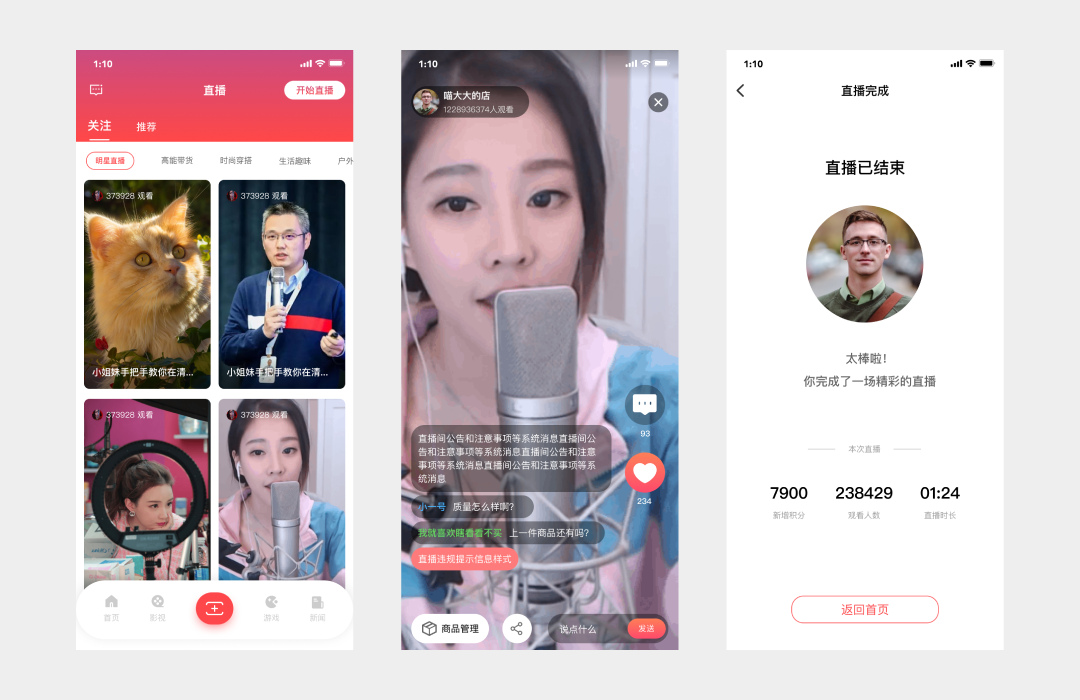 1:10
直播
开始直播
关注
推荐
明星直播
高能带货
时尚穿搭
生活趣味
户外
373928 观看
373928 观看
小姐妹手把手教你在清...
小姐妹手把手教你在清...
373928 观看
373928 观看
首页
影视
游戏
新闻
1:10
喵大大的店
1228936374人观看
93
234
直播间公告和注意事项等系统消息直播间公
告和注意事项等系统消息直播间公告和注意
事项等系统消息直播间公告和注意事项等系
统消息
小一号 质量怎么样啊？
我就喜欢瞎看看不买 上一件商品还有吗?
直播违规提示信息样式
商品管理
说点什么
发送
1:10
直播完成
直播已结束
太棒啦！
你完成了一场精彩的直播
本次直播
7900
238429
01:24
新增积分
观看人数
直播时长
返回首页